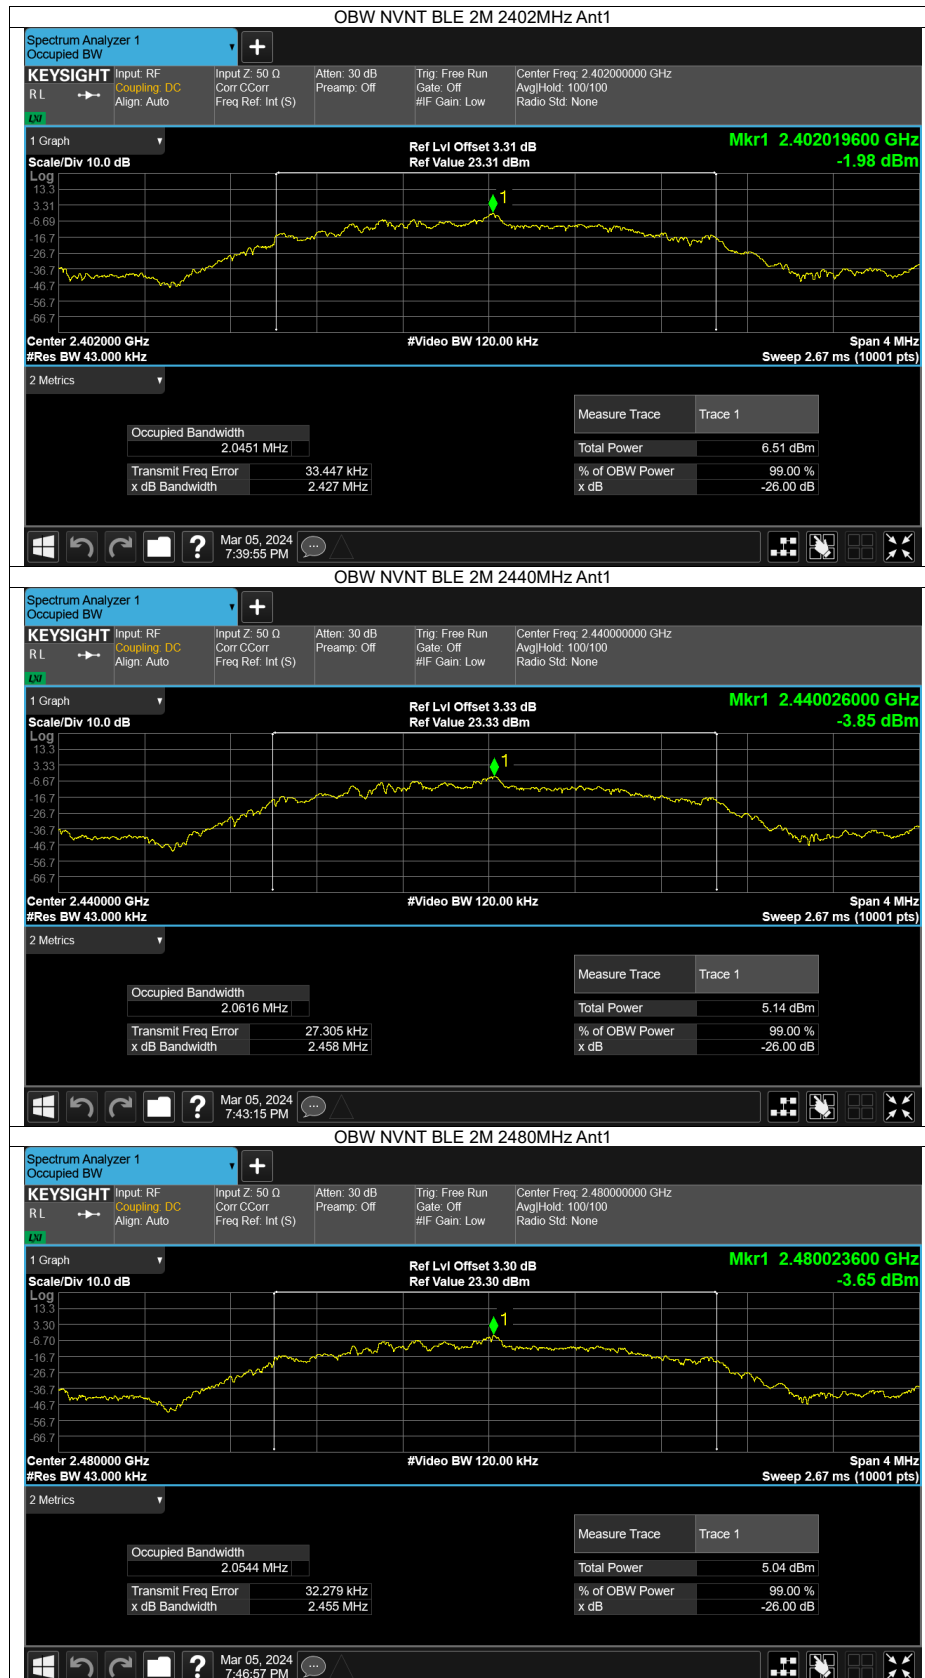 OBW NVNT BLE 2M 2402MHz Ant1
Spectrum Analyzer 1
Occupied BW
KEYSIGHT Input: RF Input Z: 50 Ω Atten: 30 dB Trig: Free Run Center Freq: 2.402000000 GHz
Coupling: DC Corr CCorr Preamp: Off Gate: Off Avg|Hold: 100/100
R L Align: Auto Freq Ref: Int (S) #IF Gain: Low Radio Std: None
LXI
1 Graph Ref Lvl Offset 3.31 dB Mkr1 2.402019600 GHz
Scale/Div 10.0 dB Ref Value 23.31 dBm -1.98 dBm
Log
13.3
1
3.31
-6.69
-16.7
-26.7
-36.7
-46.7
-56.7
-66.7
Center 2.402000 GHz #Video BW 120.00 kHz Span 4 MHz
#Res BW 43.000 kHz Sweep 2.67 ms (10001 pts)
2 Metrics
Measure Trace Trace 1
Occupied Bandwidth
2.0451 MHz Total Power 6.51 dBm
Transmit Freq Error 33.447 kHz % of OBW Power 99.00 %
x dB Bandwidth 2.427 MHz x dB -26.00 dB
? Mar 05, 2024
7:39:55 PM
OBW NVNT BLE 2M 2440MHz Ant1
Spectrum Analyzer 1
Occupied BW
KEYSIGHT Input: RF Input Z: 50 Ω Atten: 30 dB Trig: Free Run Center Freq: 2.440000000 GHz
Coupling: DC Corr CCorr Preamp: Off Gate: Off Avg|Hold: 100/100
R L Align: Auto Freq Ref: Int (S) #IF Gain: Low Radio Std: None
LXI
1 Graph Ref Lvl Offset 3.33 dB Mkr1 2.440026000 GHz
Scale/Div 10.0 dB Ref Value 23.33 dBm -3.85 dBm
Log
13.3
1
3.33
-6.67
-16.7
-26.7
-36.7
-46.7
-56.7
-66.7
Center 2.440000 GHz #Video BW 120.00 kHz Span 4 MHz
#Res BW 43.000 kHz Sweep 2.67 ms (10001 pts)
2 Metrics
Measure Trace Trace 1
Occupied Bandwidth
2.0616 MHz Total Power 5.14 dBm
Transmit Freq Error 27.305 kHz % of OBW Power 99.00 %
x dB Bandwidth 2.458 MHz x dB -26.00 dB
? Mar 05, 2024
7:43:15 PM
OBW NVNT BLE 2M 2480MHz Ant1
Spectrum Analyzer 1
Occupied BW
KEYSIGHT Input: RF Input Z: 50 Ω Atten: 30 dB Trig: Free Run Center Freq: 2.480000000 GHz
Coupling: DC Corr CCorr Preamp: Off Gate: Off Avg|Hold: 100/100
R L Align: Auto Freq Ref: Int (S) #IF Gain: Low Radio Std: None
LXI
1 Graph Ref Lvl Offset 3.30 dB Mkr1 2.480023600 GHz
Scale/Div 10.0 dB Ref Value 23.30 dBm -3.65 dBm
Log
13.3
1
3.30
-6.70
-16.7
-26.7
-36.7
-46.7
-56.7
-66.7
Center 2.480000 GHz #Video BW 120.00 kHz Span 4 MHz
#Res BW 43.000 kHz Sweep 2.67 ms (10001 pts)
2 Metrics
Measure Trace Trace 1
Occupied Bandwidth
2.0544 MHz Total Power 5.04 dBm
Transmit Freq Error 32.279 kHz % of OBW Power 99.00 %
x dB Bandwidth 2.455 MHz x dB -26.00 dB
? Mar 05, 2024
7:46:57 PM